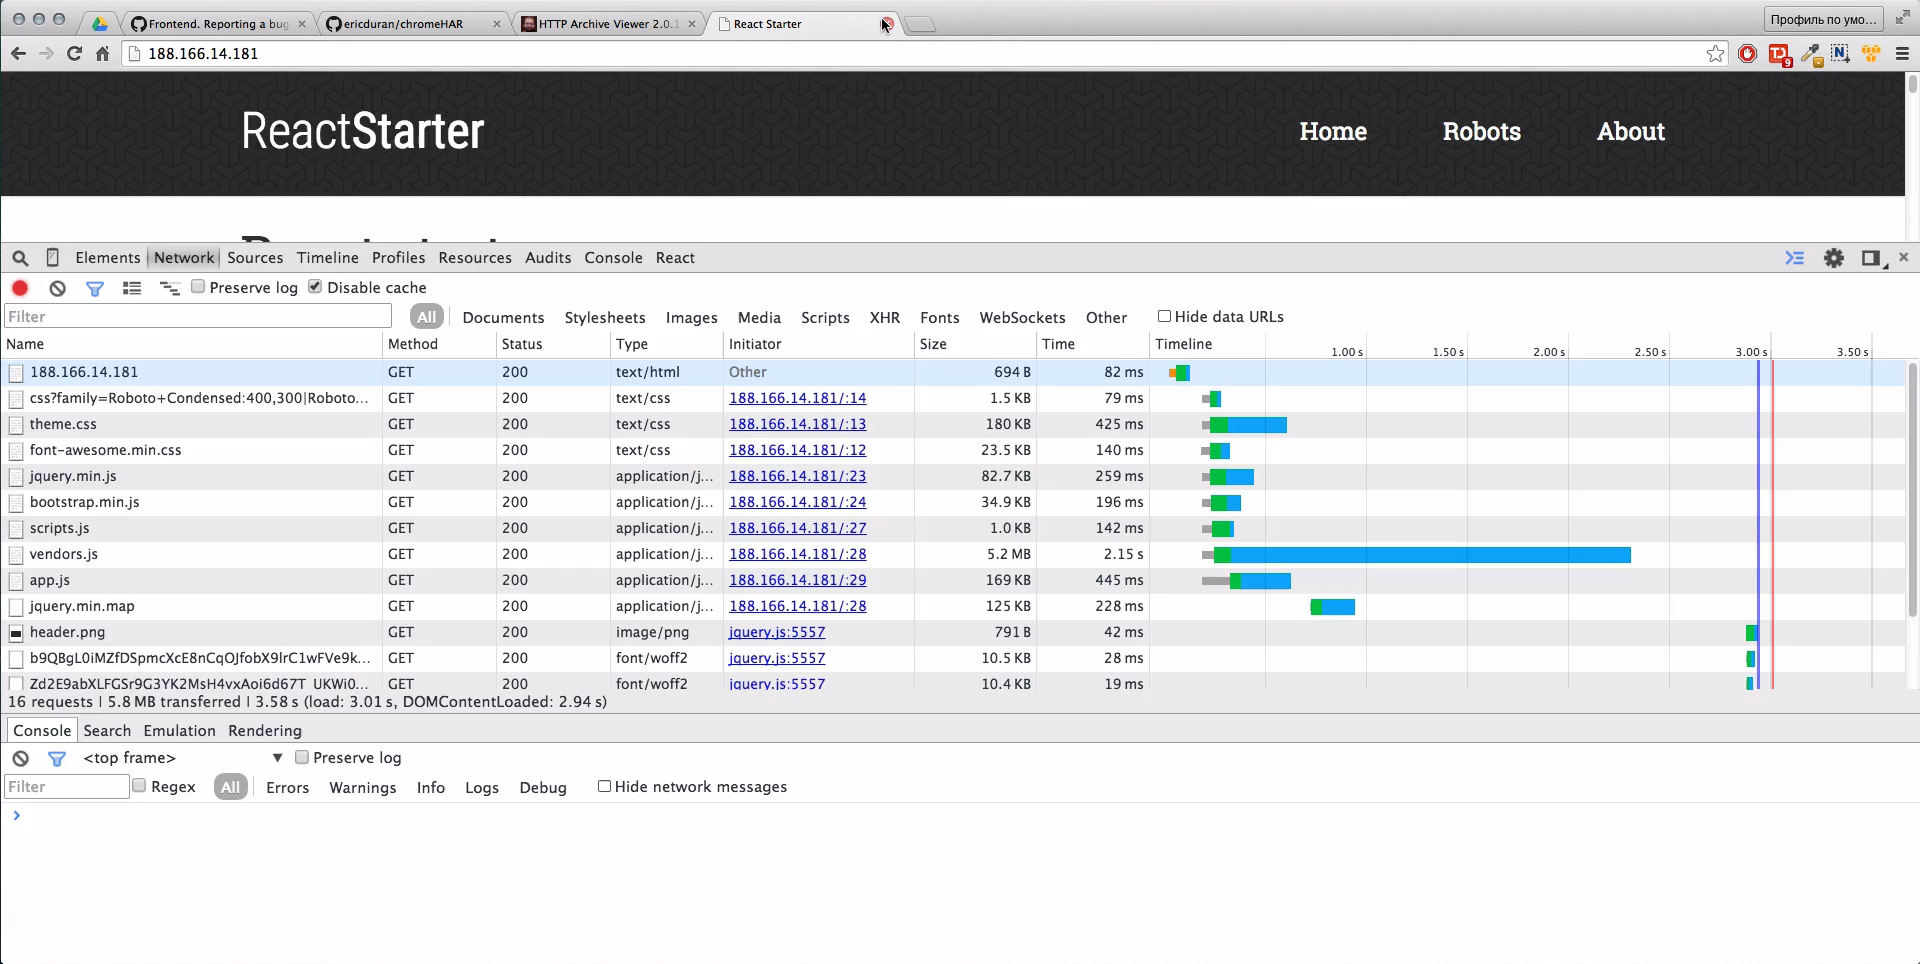 Frontend. Reporting a bug
ericduran/chromeHAR
HTTP Archive Viewer 2.0.1
React Starter
Профиль по умо...
188.166.14.181
9
N
ReactStarter
Home
Robots
About
Elements
Network
Sources
Timeline
Profiles
Resources
Audits
Console
React
Preserve log
Disable cache
Filter
All
Documents
Stylesheets
Images
Media
Scripts
XHR
Fonts
WebSockets
Other
Hide data URLs
Name Method Status Type Initiator Size Time Timeline 1.00 s 1.50 s 2.00 s 2.50 s 3.00 s 3.50 s
188.166.14.181 GET 200 text/html Other 694 B 82 ms
css?family=Roboto+Condensed:400,300|Roboto... GET 200 text/css 188.166.14.181/:14 1.5 KB 79 ms
theme.css GET 200 text/css 188.166.14.181/:13 180 KB 425 ms
font-awesome.min.css GET 200 text/css 188.166.14.181/:12 23.5 KB 140 ms
jquery.min.js GET 200 application/j... 188.166.14.181/:23 82.7 KB 259 ms
bootstrap.min.js GET 200 application/j... 188.166.14.181/:24 34.9 KB 196 ms
scripts.js GET 200 application/j... 188.166.14.181/:27 1.0 KB 142 ms
vendors.js GET 200 application/j... 188.166.14.181/:28 5.2 MB 2.15 s
app.js GET 200 application/j... 188.166.14.181/:29 169 KB 445 ms
jquery.min.map GET 200 application/j... 188.166.14.181/:28 125 KB 228 ms
header.png GET 200 image/png jquery.js:5557 791 B 42 ms
b9QBgL0iMZfDSpmcXcE8nCqOJfobX9lrC1wFVe9k... GET 200 font/woff2 jquery.js:5557 10.5 KB 28 ms
Zd2E9abXLFGSr9G3YK2MsH4vxAoi6d67T_UKWi0... GET 200 font/woff2 jquery.js:5557 10.4 KB 19 ms
16 requests | 5.8 MB transferred | 3.58 s (load: 3.01 s, DOMContentLoaded: 2.94 s)
Console
Search
Emulation
Rendering
<top frame>
Preserve log
Filter
Regex
All
Errors
Warnings
Info
Logs
Debug
Hide network messages